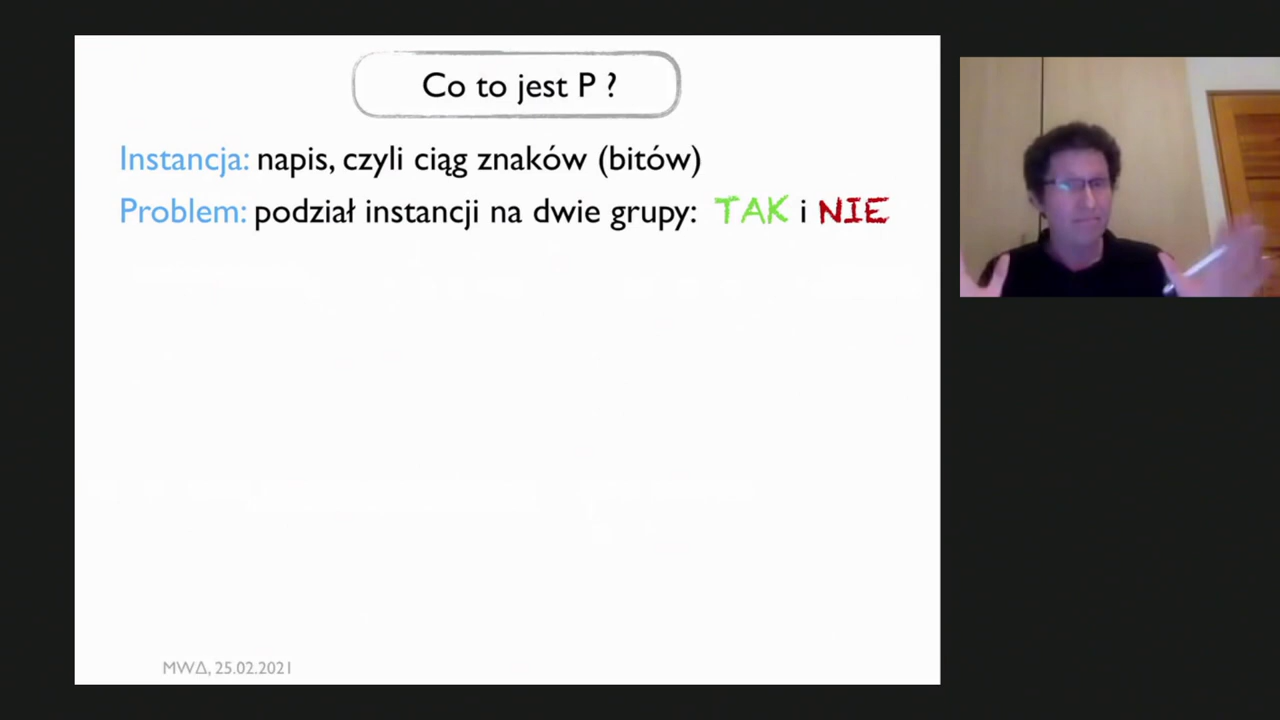 Co to jest P ?
Instancja: napis, czyli ciąg znaków (bitów)
Problem: podział instancji na dwie grupy: TAK i NIE
MW∆, 25.02.2021